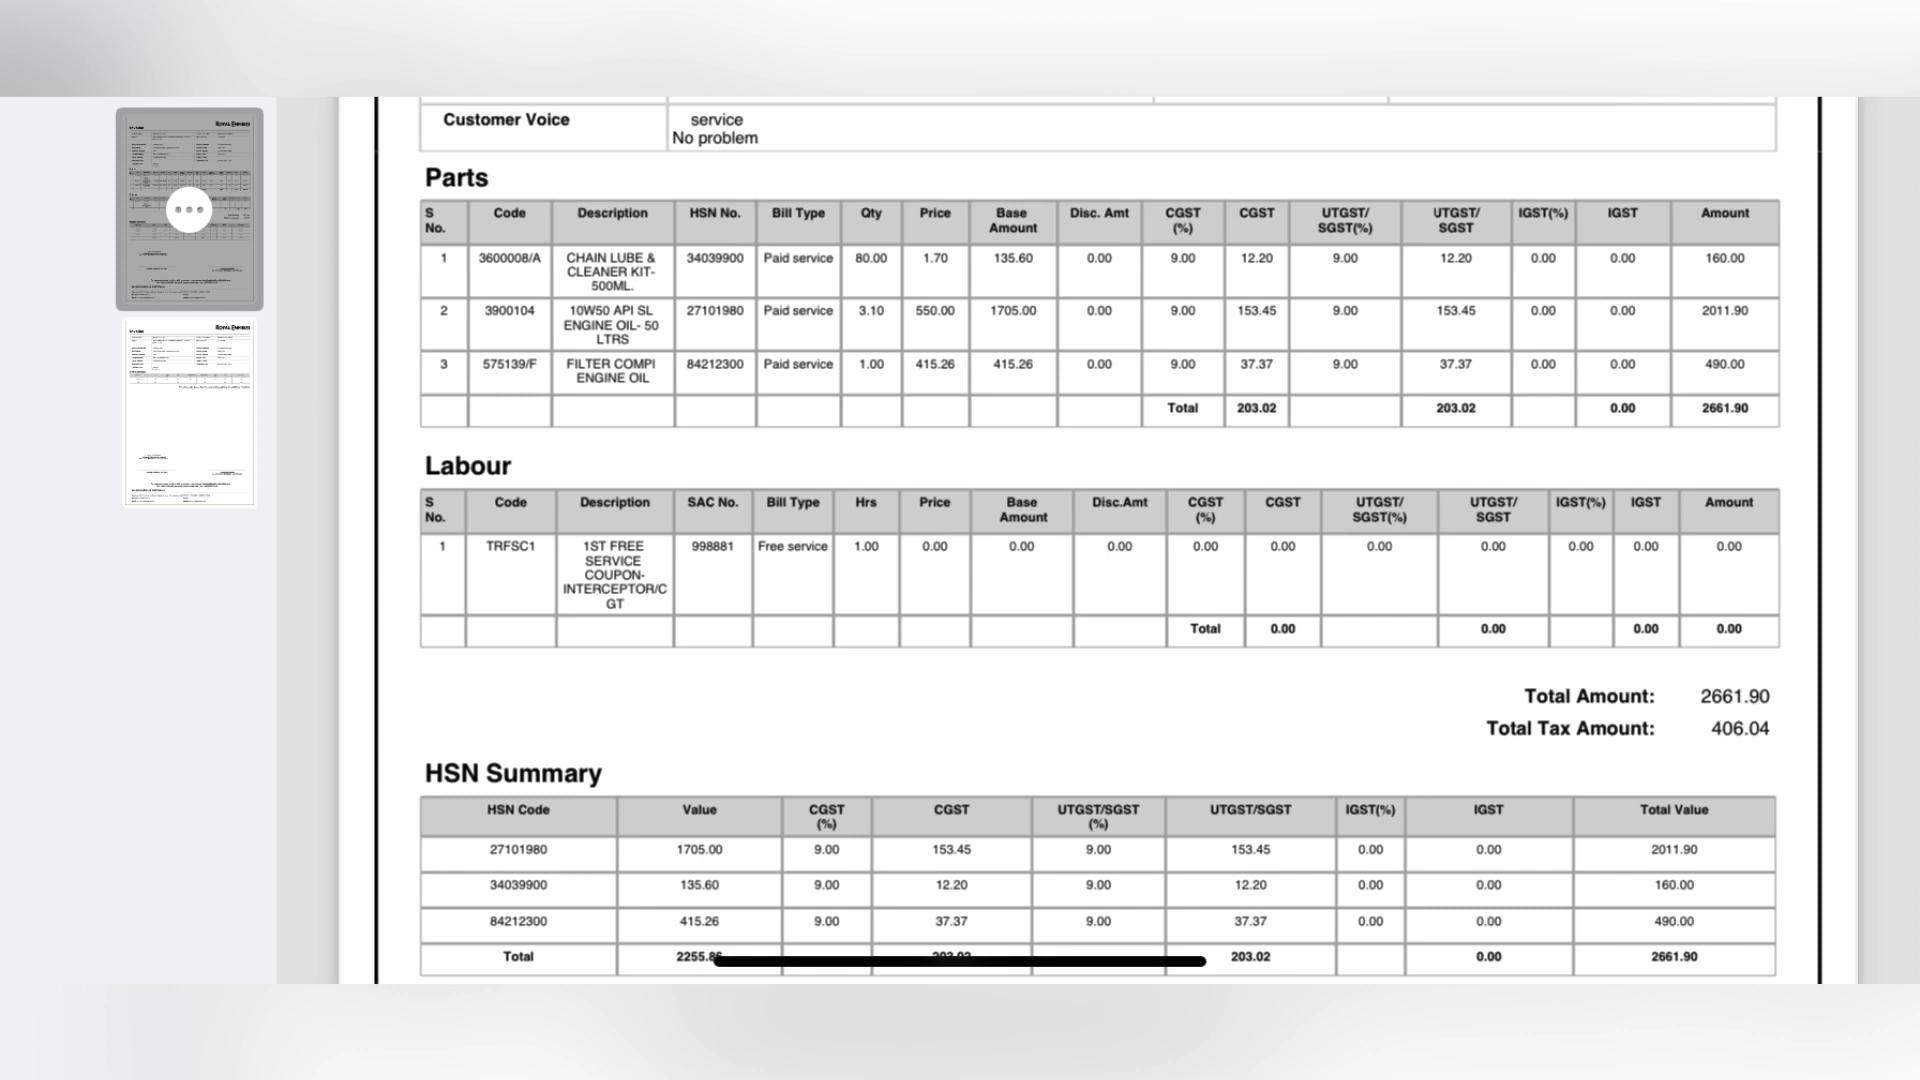 Customer Voice service
No problem
Parts
S No. Code Description HSN No. Bill Type Qty Price Base Amount Disc. Amt CGST (%) CGST UTGST/ SGST(%) UTGST/ SGST IGST(%) IGST Amount
1 3600008/A CHAIN LUBE & CLEANER KIT- 500ML. 34039900 Paid service 80.00 1.70 135.60 0.00 9.00 12.20 9.00 12.20 0.00 0.00 160.00
2 3900104 10W50 API SL ENGINE OIL- 50 LTRS 27101980 Paid service 3.10 550.00 1705.00 0.00 9.00 153.45 9.00 153.45 0.00 0.00 2011.90
3 575139/F FILTER COMPl ENGINE OIL 84212300 Paid service 1.00 415.26 415.26 0.00 9.00 37.37 9.00 37.37 0.00 0.00 490.00
Total 203.02 203.02 0.00 2661.90
Labour
S No. Code Description SAC No. Bill Type Hrs Price Base Amount Disc.Amt CGST (%) CGST UTGST/ SGST(%) UTGST/ SGST IGST(%) IGST Amount
1 TRFSC1 1ST FREE SERVICE COUPON- INTERCEPTOR/C GT 998881 Free service 1.00 0.00 0.00 0.00 0.00 0.00 0.00 0.00 0.00 0.00 0.00
Total 0.00 0.00 0.00 0.00
Total Amount: 2661.90
Total Tax Amount: 406.04
HSN Summary
HSN Code Value CGST (%) CGST UTGST/SGST (%) UTGST/SGST IGST(%) IGST Total Value
27101980 1705.00 9.00 153.45 9.00 153.45 0.00 0.00 2011.90
34039900 135.60 9.00 12.20 9.00 12.20 0.00 0.00 160.00
84212300 415.26 9.00 37.37 9.00 37.37 0.00 0.00 490.00
Total 2255.86 203.02 203.02 0.00 2661.90
ROYAL ENFIELD
ROYAL ENFIELD